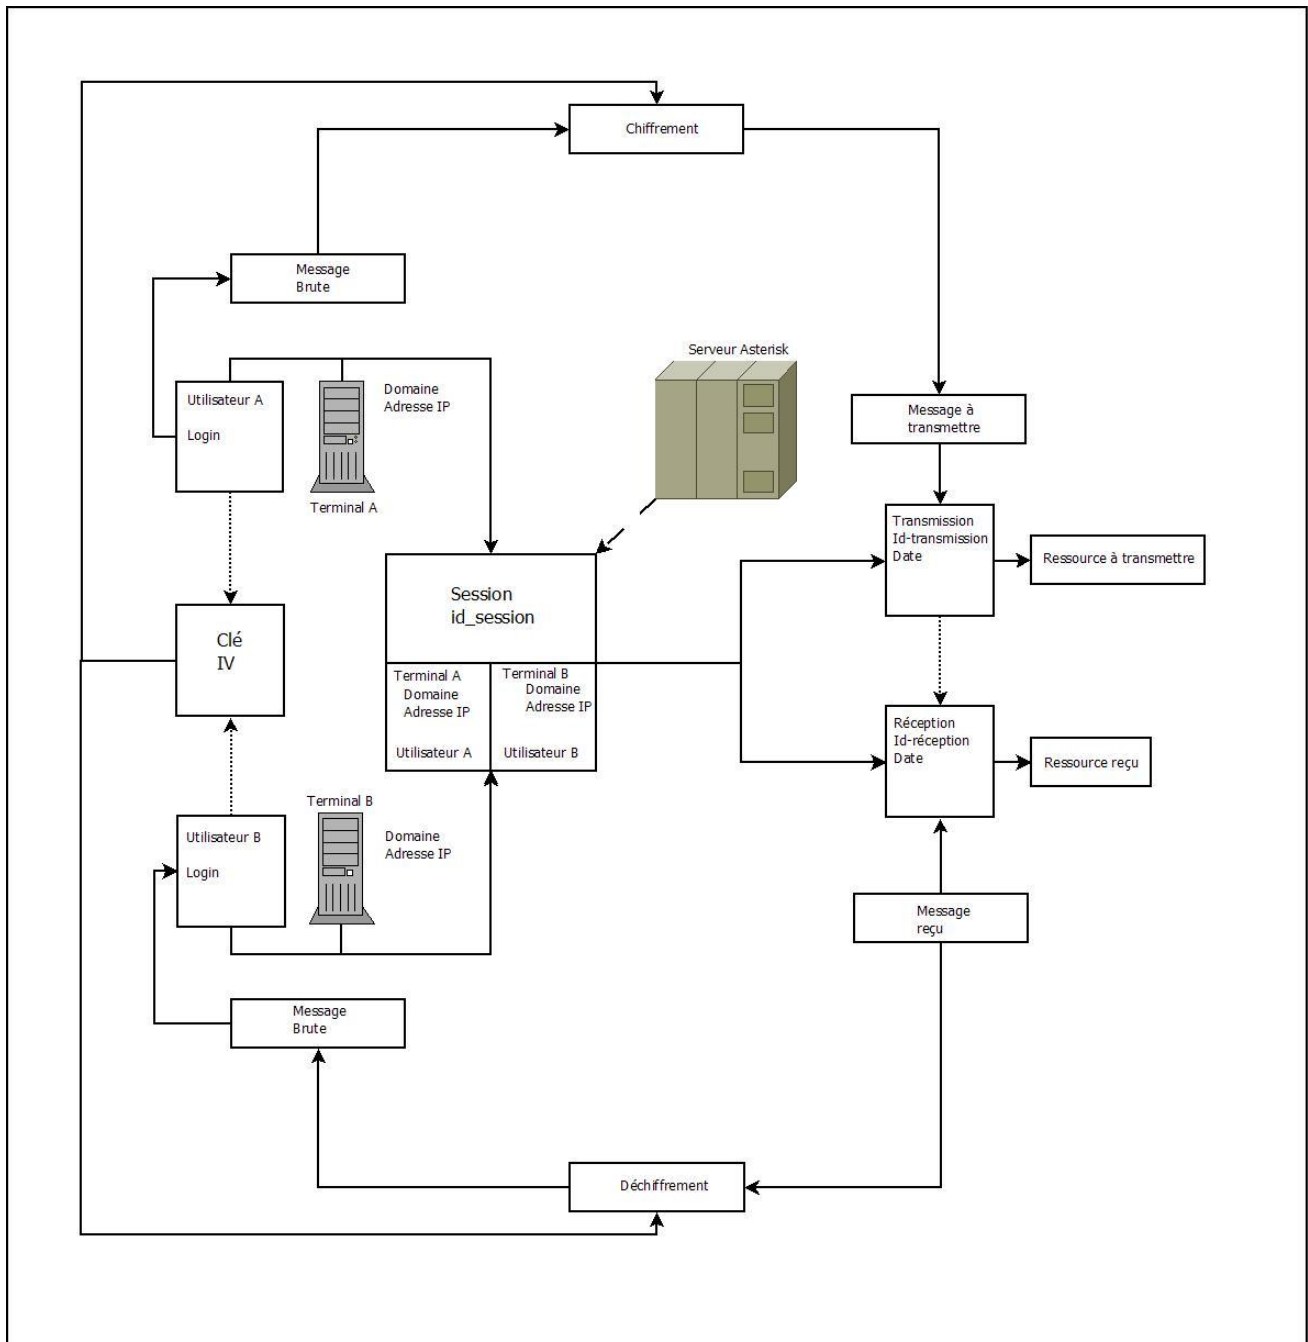 Chiffrement
Message
Brute
Serveur Asterisk
Utilisateur A
Login
Domaine
Adresse IP
Terminal A
Message à
transmettre
Transmission
Id-transmission
Date
Ressource à transmettre
Session
id_session
Clé
IV
Terminal A
Domaine
Adresse IP
Utilisateur A
Terminal B
Domaine
Adresse IP
Utilisateur B
Réception
Id-réception
Date
Ressource reçu
Terminal B
Domaine
Adresse IP
Utilisateur B
Login
Message
reçu
Message
Brute
Déchiffrement